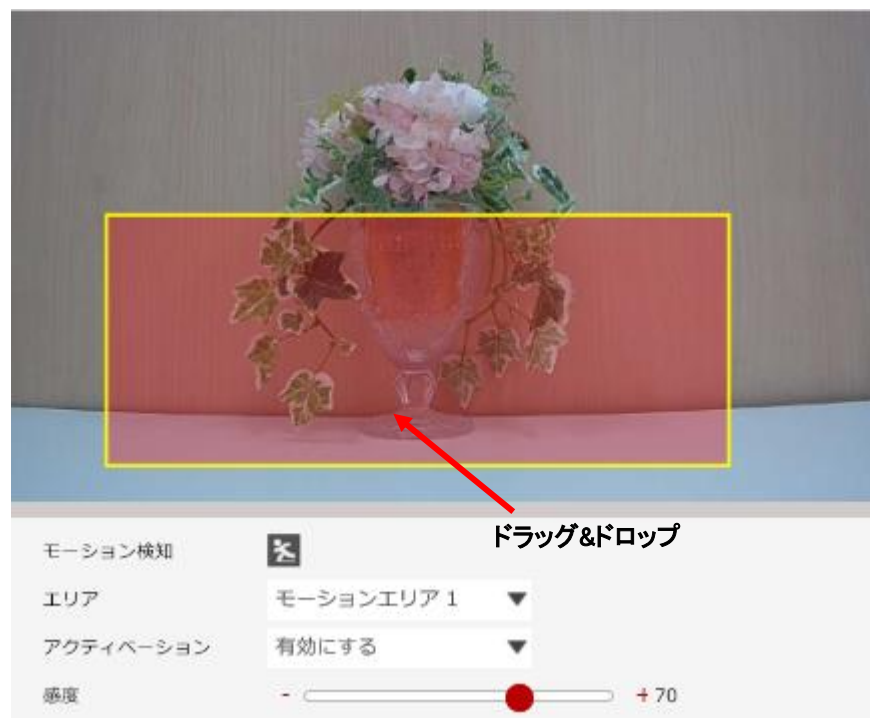 ドラッグ&ドロップ
モーション検知
エリア モーションエリア 1 ▼
アクティベーション 有効にする ▼
感度 - + 70